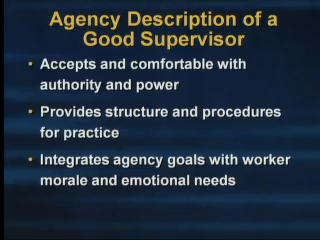 Agency Description of a
Good Supervisor
• Accepts and comfortable with
authority and power
• Provides structure and procedures
for practice
• Integrates agency goals with worker
morale and emotional needs